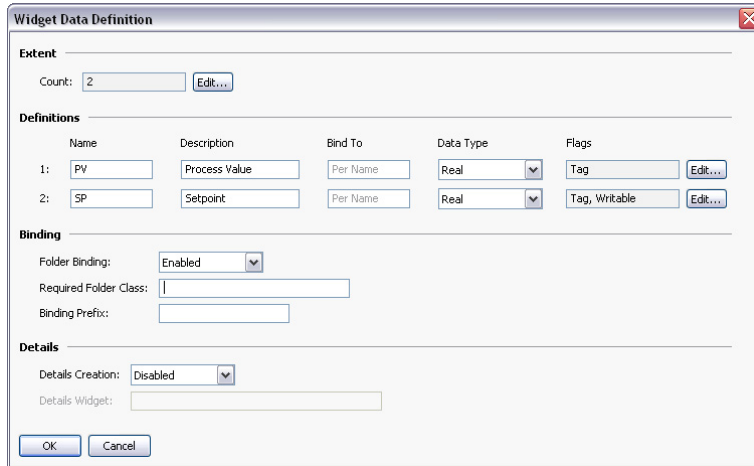 Widget Data Definition
Extent
Count: 2 Edit...
Definitions
Name Description Bind To Data Type Flags
1: PV Process Value Per Name Real Tag Edit...
2: SP Setpoint Per Name Real Tag, Writable Edit...
Binding
Folder Binding: Enabled
Required Folder Class:
Binding Prefix:
Details
Details Creation: Disabled
Details Widget:
OK Cancel